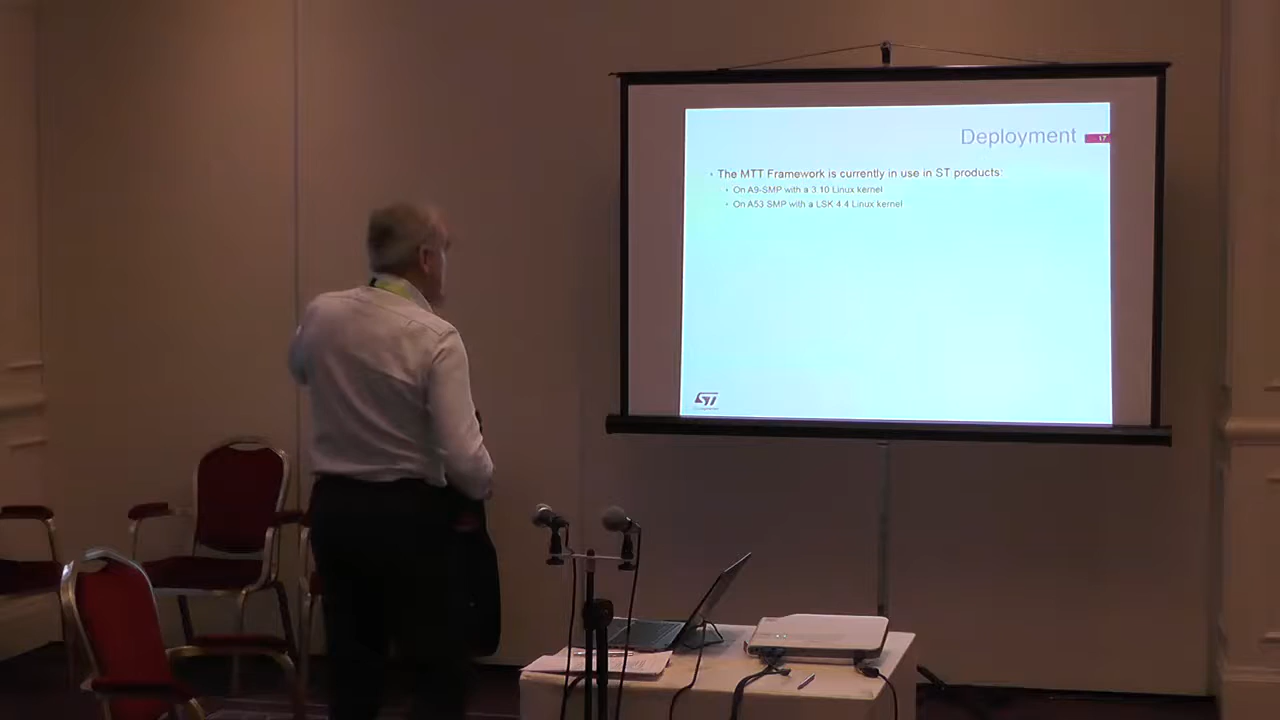 Deployment
17
The MTT Framework is currently in use in ST products:
On A9-SMP with a 3.10 Linux kernel
On A53 SMP with a LSK 4.4 Linux kernel
ST